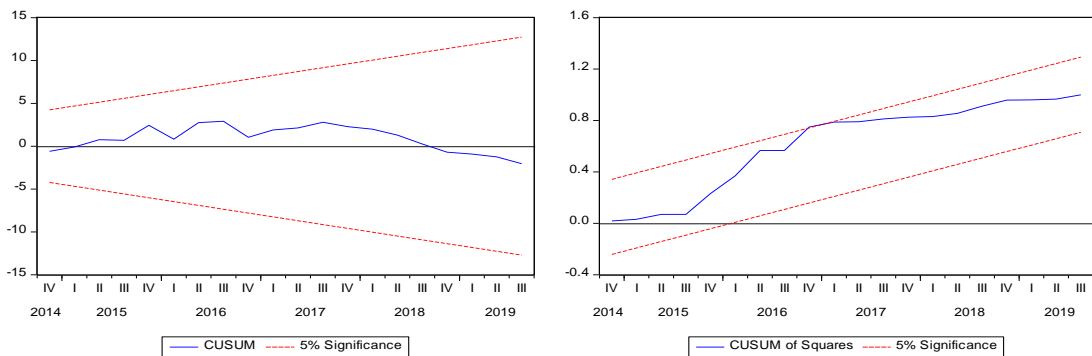 15
10
5
0
-5
-10
-15
IV I II III IV I II III IV I II III IV I II III IV I II III
2014 2015 2016 2017 2018 2019
CUSUM 5% Significance
1.6
1.2
0.8
0.4
0.0
-0.4
IV I II III IV I II III IV I II III IV I II III IV I II III
2014 2015 2016 2017 2018 2019
CUSUM of Squares 5% Significance